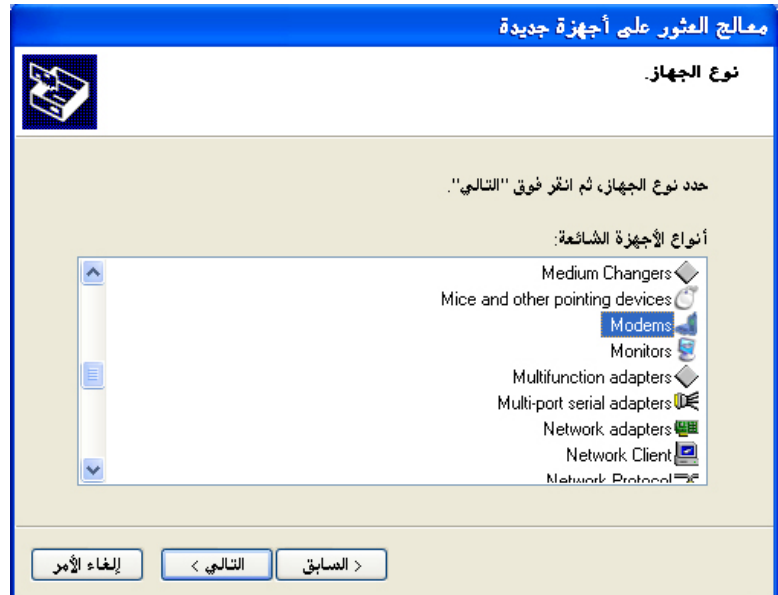 معالج العثور على أجهزة جديدة
نوع الجهاز.
حدد نوع الجهاز، ثم انقر فوق "التالي".
أنواع الأجهزة الشائعة:
Medium Changers
Mice and other pointing devices
Modems
Monitors
Multifunction adapters
Multi-port serial adapters
Network adapters
Network Client
Network Protocol
< السابق
التالي >
إلغاء الأمر